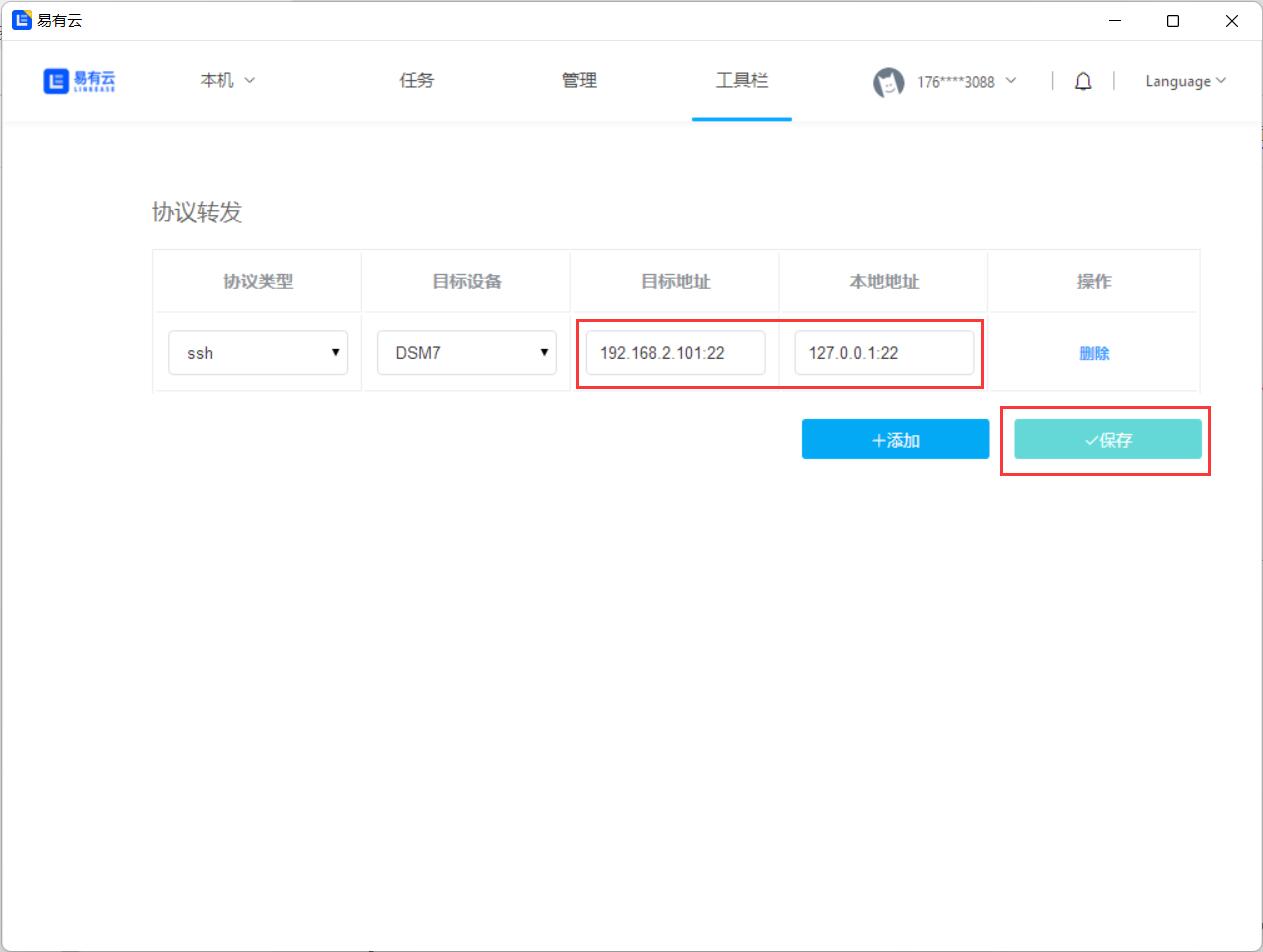 易有云
易有云
LINKEASE
本机
任务
管理
工具栏
176****3088
Language
协议转发
协议类型
目标设备
目标地址
本地地址
操作
ssh
DSM7
192.168.2.101:22
127.0.0.1:22
删除
+添加
✓保存